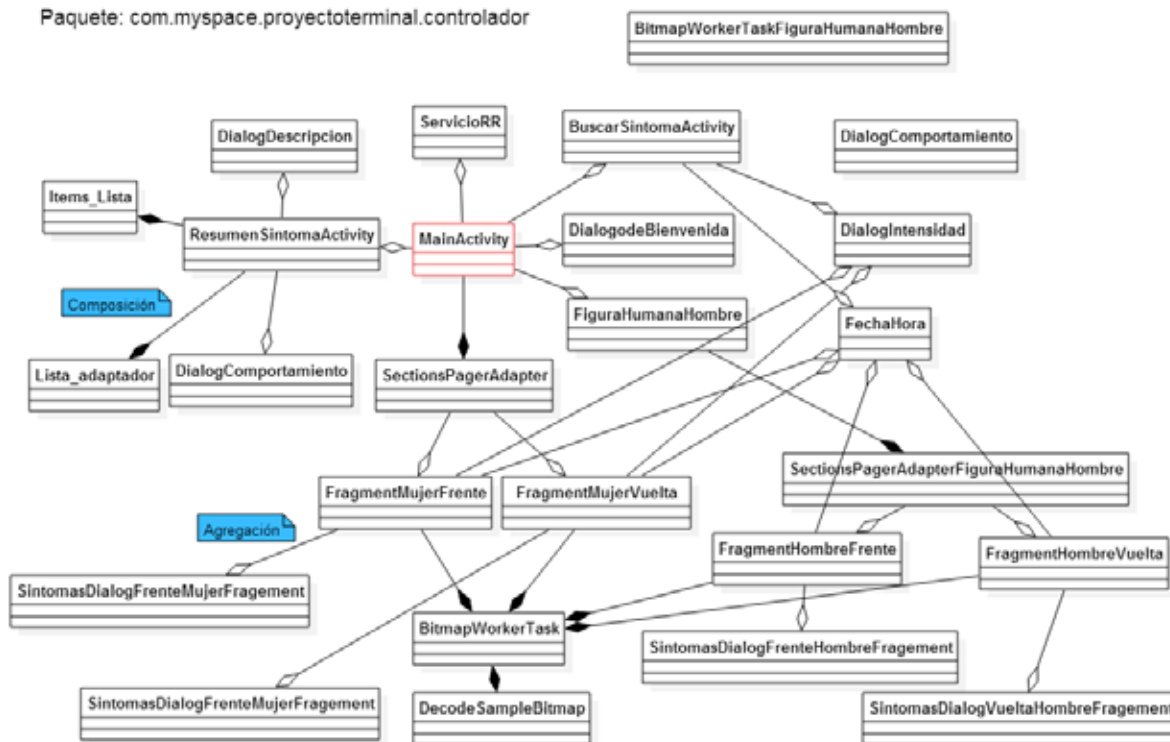 Paquete: com.myspace.proyectoterminal.controlador
BitmapWorkerTaskFiguraHumanaHombre
DialogDescripcion
ServicioRR
BuscarSintomaActivity
DialogComportamiento
Items_Lista
ResumenSintomaActivity
MainActivity
DialogodeBienvenida
DialogIntensidad
Composición
FiguraHumanaHombre
FechaHora
Lista_adaptador
DialogComportamiento
SectionsPagerAdapter
SectionsPagerAdapterFiguraHumanaHombre
FragmentMujerFrente
FragmentMujerVuelta
Agregación
FragmentHombreFrente
FragmentHombreVuelta
SintomasDialogFrenteMujerFragement
BitmapWorkerTask
SintomasDialogFrenteHombreFragement
SintomasDialogFrenteMujerFragement
DecodeSampleBitmap
SintomasDialogVueltaHombreFragement